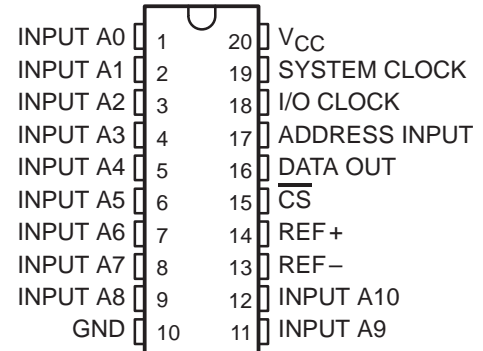 INPUT A0 1 20 VCC
INPUT A1 2 19 SYSTEM CLOCK
INPUT A2 3 18 I/O CLOCK
INPUT A3 4 17 ADDRESS INPUT
INPUT A4 5 16 DATA OUT
INPUT A5 6 15 C̅S̅
INPUT A6 7 14 REF+
INPUT A7 8 13 REF–
INPUT A8 9 12 INPUT A10
GND 10 11 INPUT A9